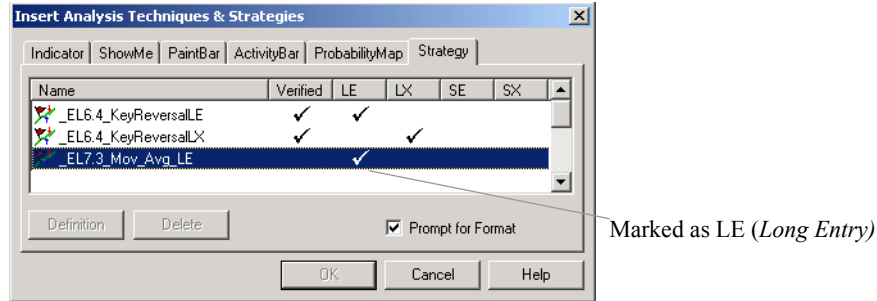 Insert Analysis Techniques & Strategies
Indicator ShowMe PaintBar ActivityBar ProbabilityMap Strategy
Name Verified LE LX SE SX
_EL6.4_KeyReversalLE ✓ ✓
_EL6.4_KeyReversalLX ✓ ✓
_EL7.3_Mov_Avg_LE ✓
Definition Delete Prompt for Format
Marked as LE (Long Entry)
OK Cancel Help